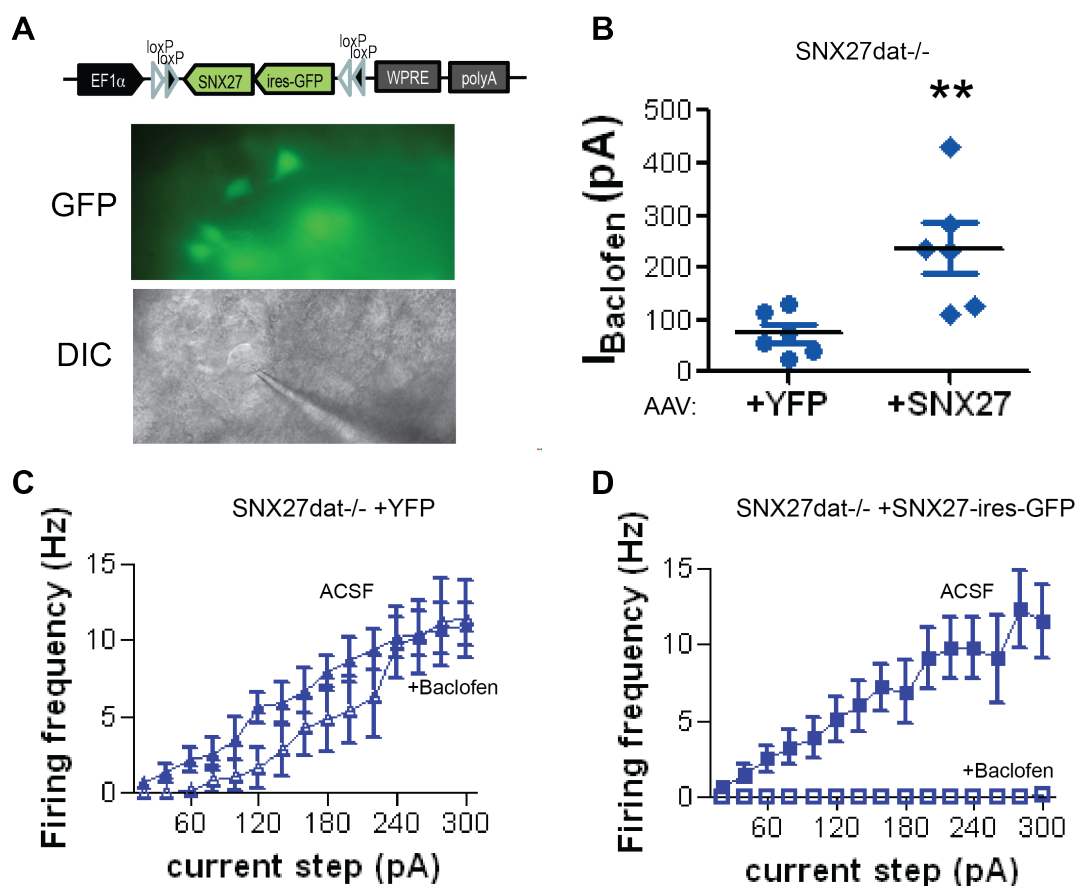 A
loxP
loxP
loxP
loxP
EF1α
SNX27
ires-GFP
WPRE
polyA
GFP
DIC
B
SNX27dat-/-
**
IBaclofen (pA)
500
400
300
200
100
0
AAV:
+YFP
+SNX27
C
SNX27dat-/- +YFP
Firing frequency (Hz)
15
10
5
0
ACSF
+Baclofen
60 120 180 240 300
current step (pA)
D
SNX27dat-/- +SNX27-ires-GFP
Firing frequency (Hz)
15
10
5
0
ACSF
+Baclofen
60 120 180 240 300
current step (pA)